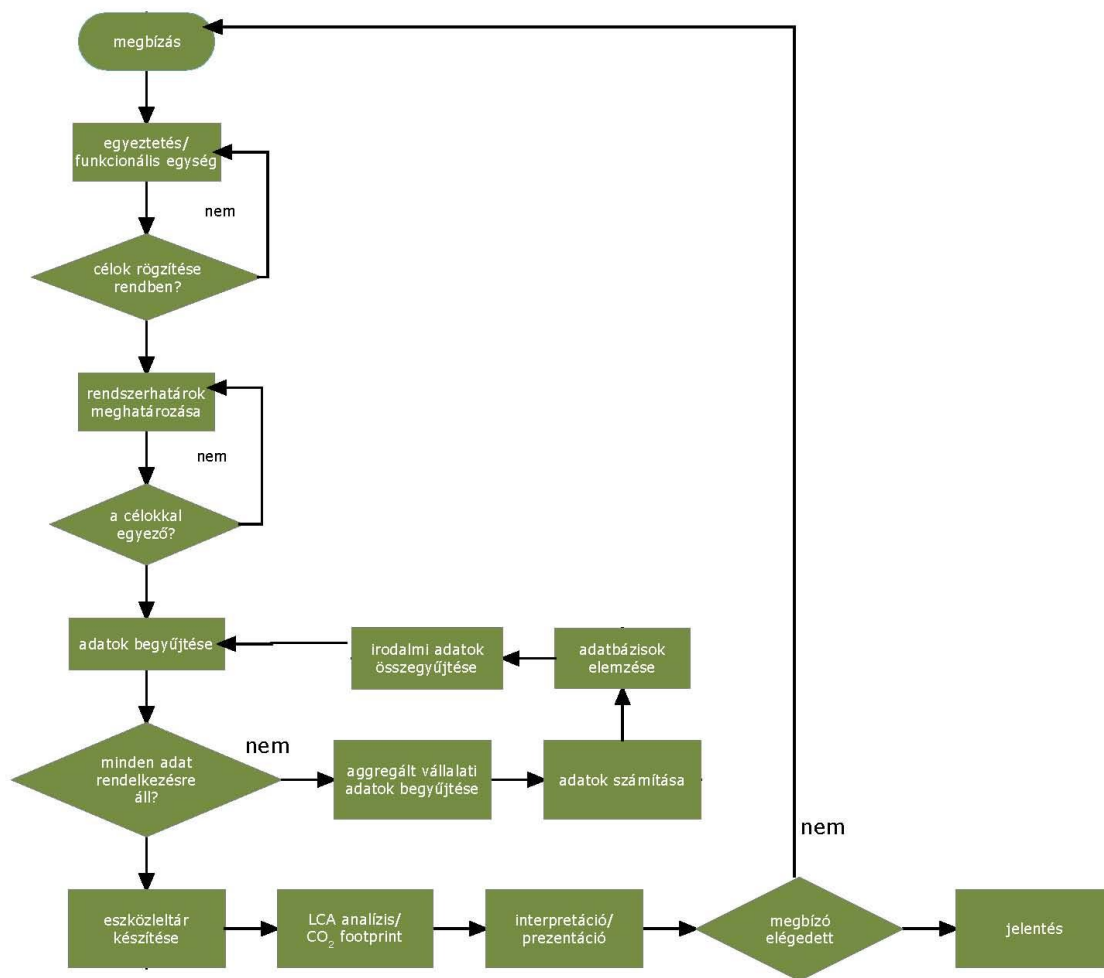 megbízás
egyeztetés/
funkcionális egység
nem
célok rögzítése
rendben?
rendszerhatárok
meghatározása
nem
a célokkal
egyező?
adatok begyűjtése
irodalmi adatok
összegyűjtése
adatbázisok
elemzése
minden adat
rendelkezésre
áll?
nem
aggregált vállalati
adatok begyűjtése
adatok számítása
nem
eszközleltár
készítése
LCA analízis/
CO₂ footprint
interpretáció/
prezentáció
megbízó
elégedett
jelentés